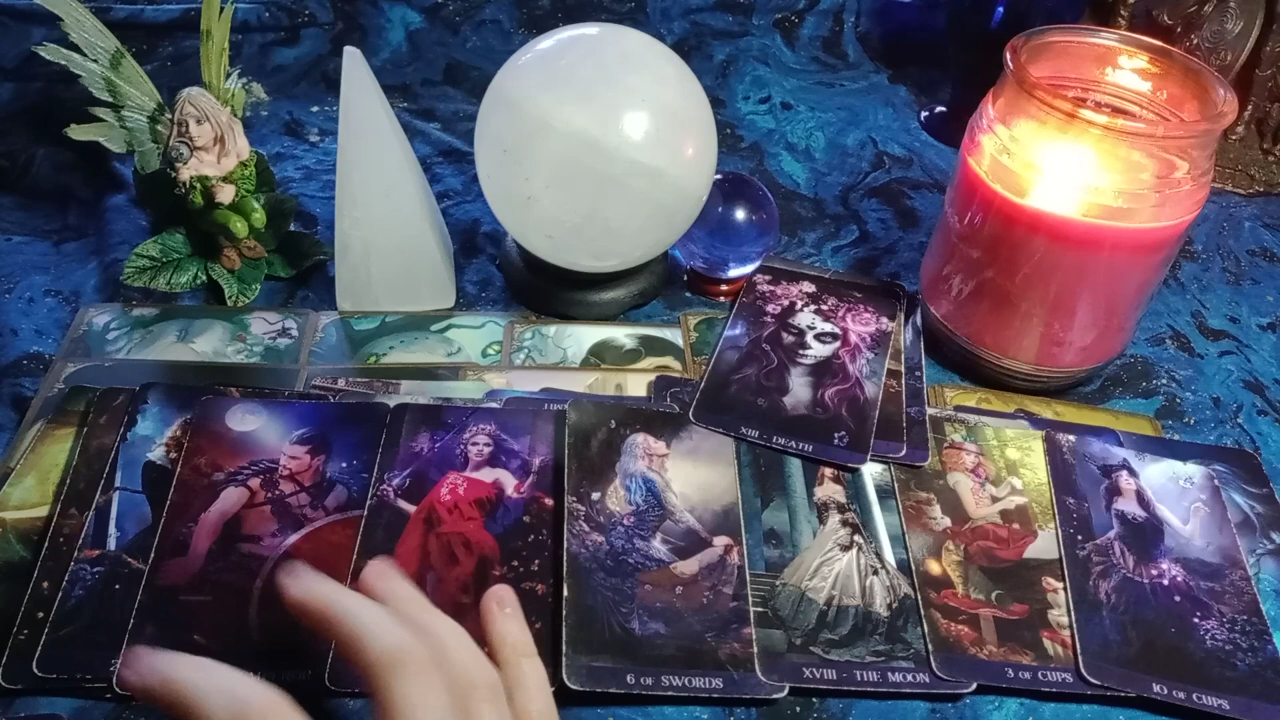 XIII - DEATH
6 OF SWORDS
XVIII - THE MOON
3 OF CUPS
10 OF CUPS